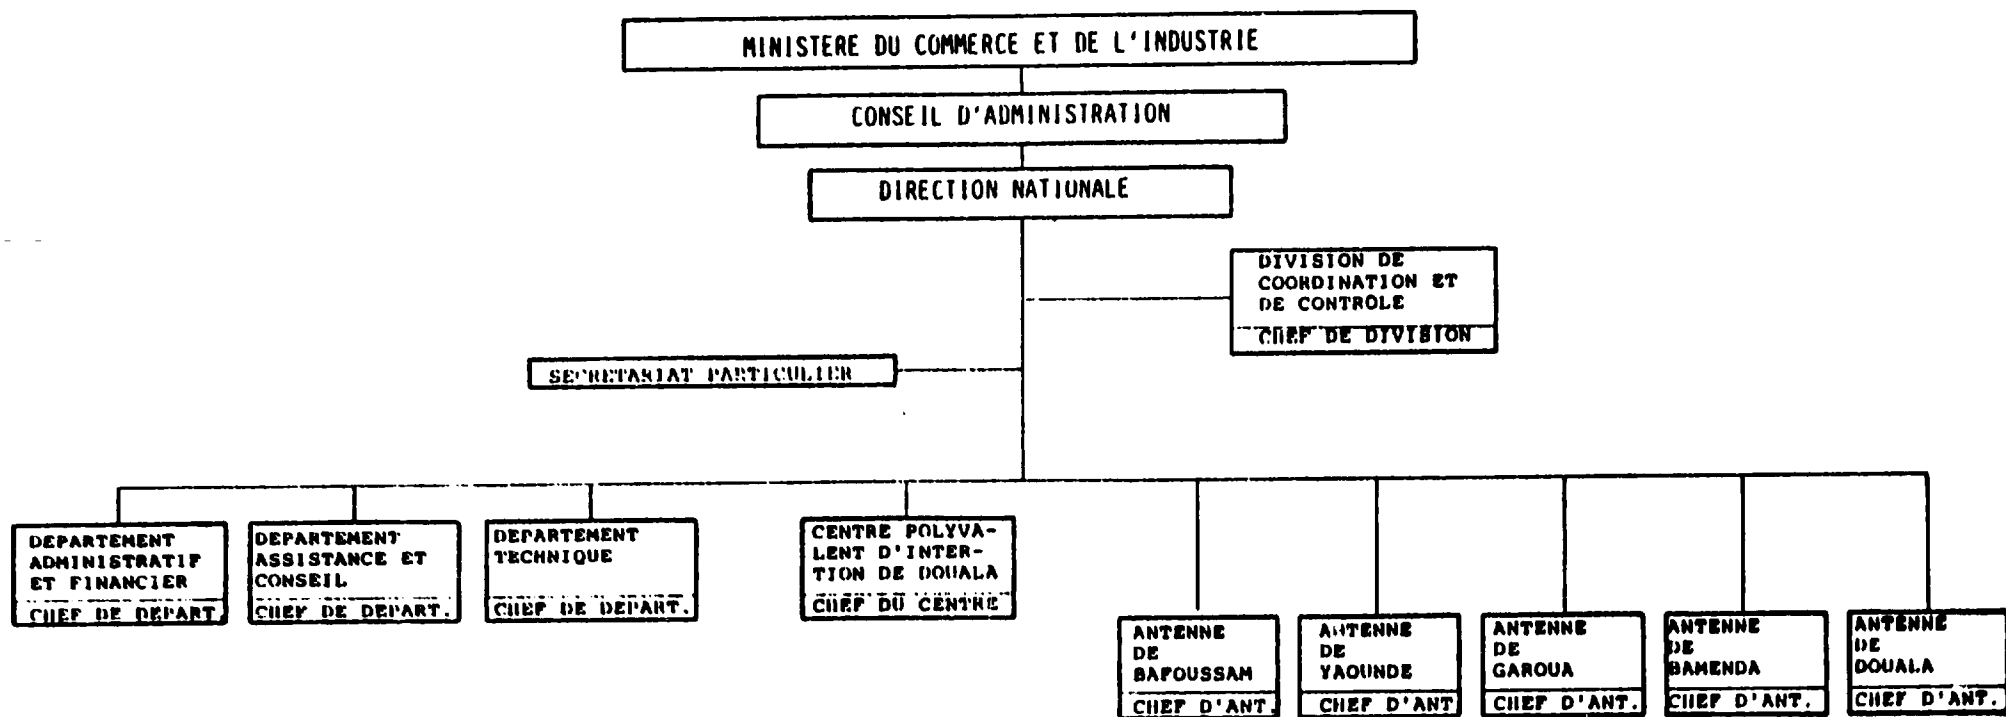 MINISTERE DU COMMERCE ET DE L'INDUSTRIE
CONSEIL D'ADMINISTRATION
DIRECTION NATIONALE
DIVISION DE
COORDINATION ET
DE CONTROLE
CHEF DE DIVISION
SECRETARIAT PARTICULIER
DEPARTEMENT
ADMINISTRATIF
ET FINANCIER
CHEF DE DEPART.
DEPARTEMENT
ASSISTANCE ET
CONSEIL
CHEF DE DEPART.
DEPARTEMENT
TECHNIQUE
CHEF DE DEPART.
CENTRE POLYVA-
LENT D'INTER-
TION DE DOUALA
CHEF DU CENTRE
ANTENNE
DE
BAFOUSSAM
CHEF D'ANT.
ANTENNE
DE
YAOUNDE
CHEF D'ANT
ANTENNE
DE
GAROUA
CHEF D'ANT.
ANTENNE
DE
BAMENDA
CHEF D'ANT.
ANTENNE
DE
DOUALA
CHEF D'ANT.